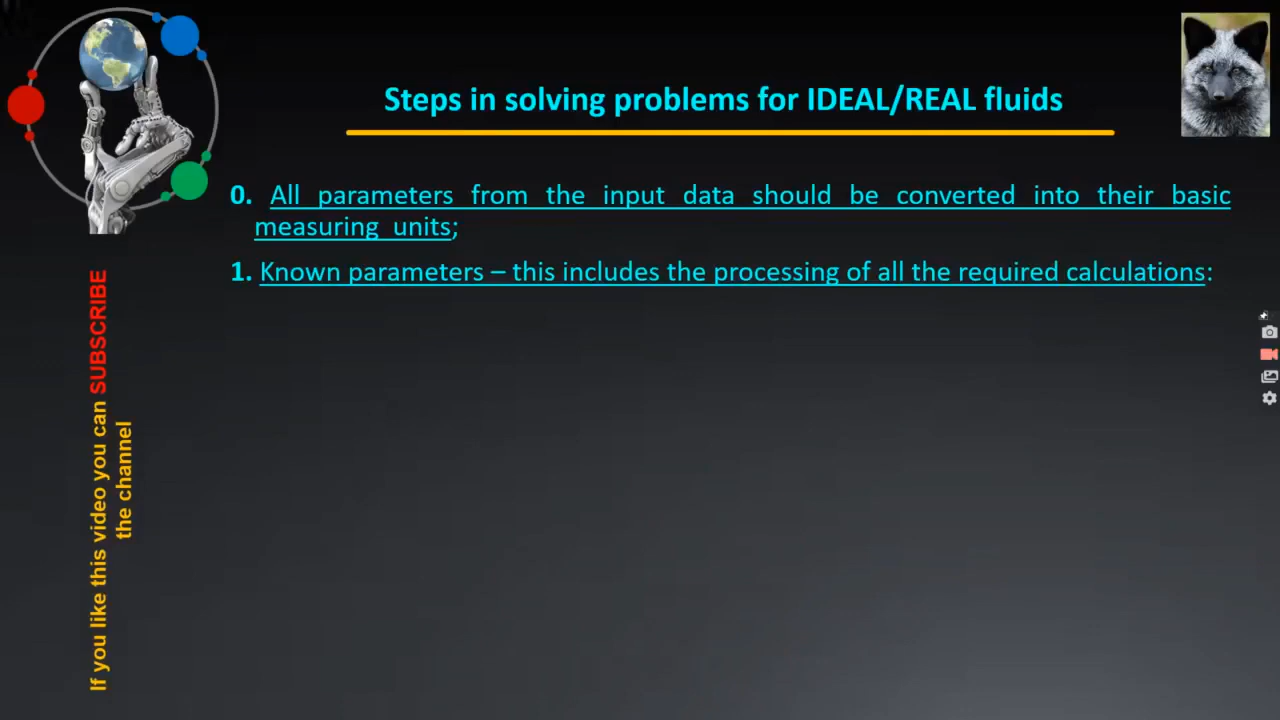 Steps in solving problems for IDEAL/REAL fluids
0. All parameters from the input data should be converted into their basic
measuring units;
1. Known parameters – this includes the processing of all the required calculations:
If you like this video you can SUBSCRIBE
the channel